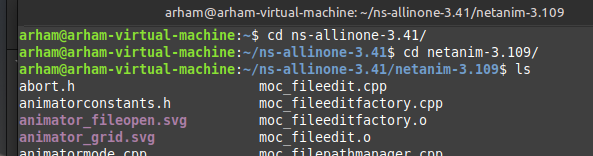 arham@arham-virtual-machine: ~/ns-allinone-3.41/netanim-3.109
arham@arham-virtual-machine:~$ cd ns-allinone-3.41/
arham@arham-virtual-machine:~/ns-allinone-3.41$ cd netanim-3.109/
arham@arham-virtual-machine:~/ns-allinone-3.41/netanim-3.109$ ls
abort.h moc_fileedit.cpp
animatorconstants.h moc_fileeditfactory.cpp
animator_fileopen.svg moc_fileeditfactory.o
animator_grid.svg moc_fileedit.o
animatormode.cpp moc_filepathmanager.cpp